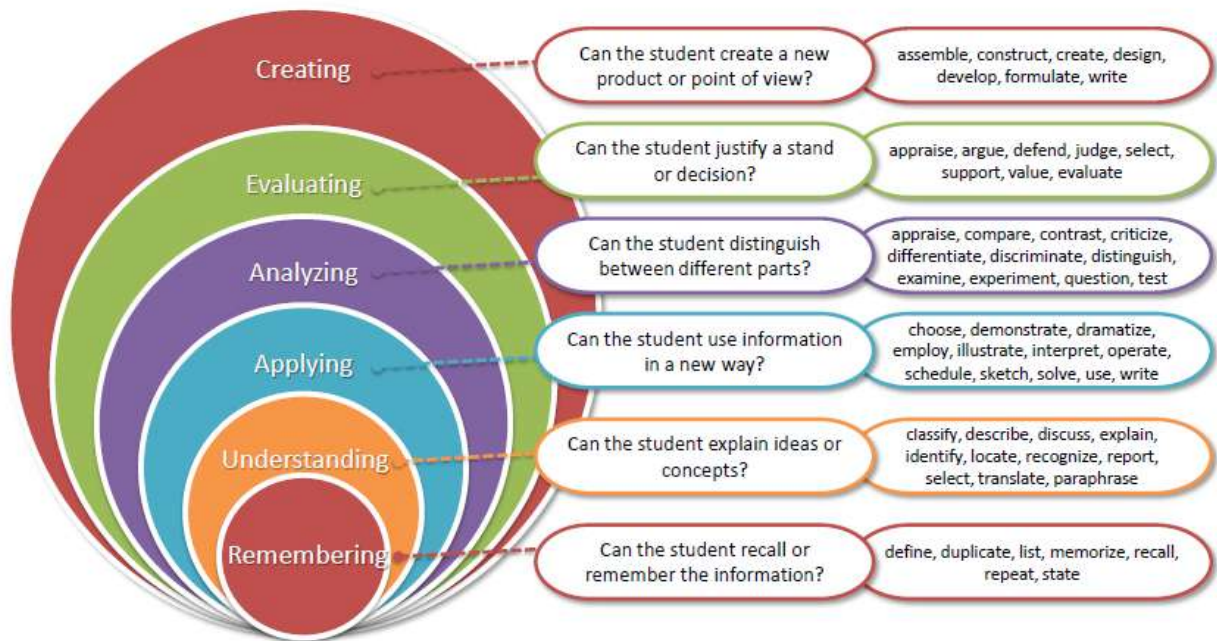 Creating
Can the student create a new
product or point of view?
assemble, construct, create, design,
develop, formulate, write
Evaluating
Can the student justify a stand
or decision?
appraise, argue, defend, judge, select,
support, value, evaluate
Analyzing
Can the student distinguish
between different parts?
appraise, compare, contrast, criticize,
differentiate, discriminate, distinguish,
examine, experiment, question, test
Applying
Can the student use information
in a new way?
choose, demonstrate, dramatize,
employ, illustrate, interpret, operate,
schedule, sketch, solve, use, write
Understanding
Can the student explain ideas or
concepts?
classify, describe, discuss, explain,
identify, locate, recognize, report,
select, translate, paraphrase
Remembering
Can the student recall or
remember the information?
define, duplicate, list, memorize, recall,
repeat, state